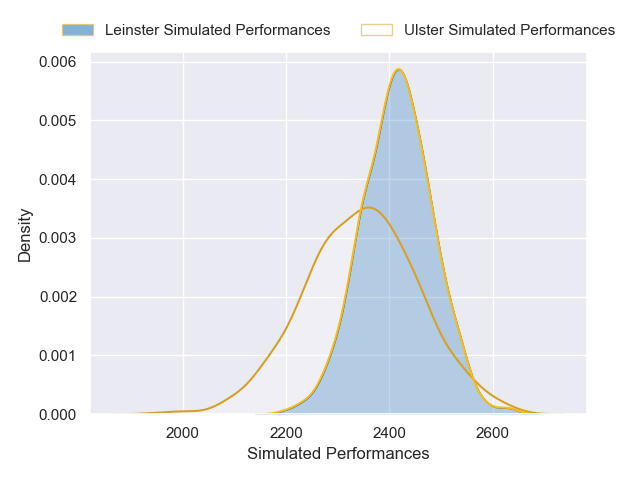 Leinster Simulated Performances Ulster Simulated Performances
0.006
0.005
0.004
0.003
0.002
0.001
0.000
Density
2000 2200 2400 2600
Simulated Performances